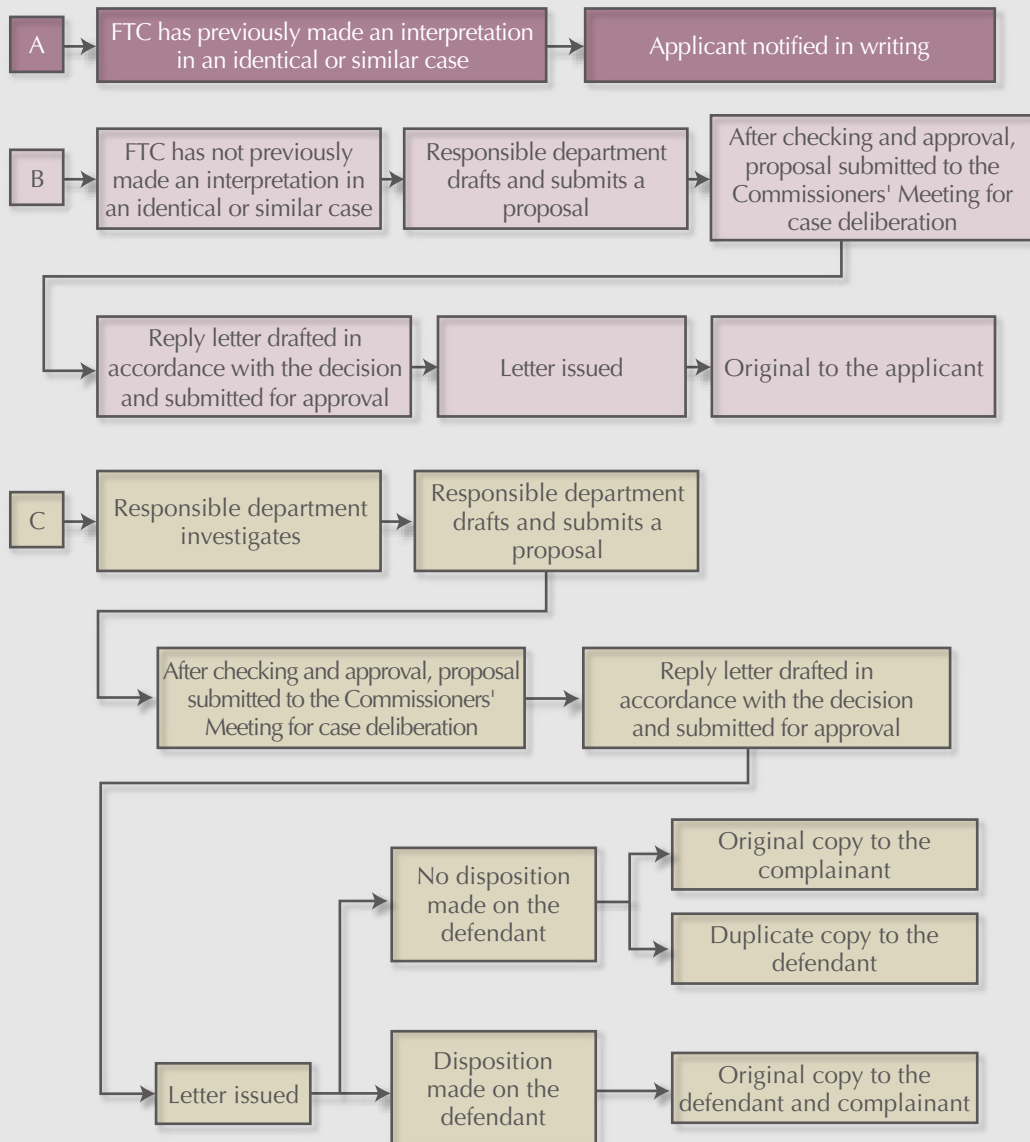 A
FTC has previously made an interpretation
in an identical or similar case
Applicant notified in writing
B
FTC has not previously
made an interpretation in
an identical or similar case
Responsible department
drafts and submits a
proposal
After checking and approval,
proposal submitted to the
Commissioners' Meeting for
case deliberation
Reply letter drafted in
accordance with the decision
and submitted for approval
Letter issued
Original to the applicant
C
Responsible department
investigates
Responsible department
drafts and submits a
proposal
After checking and approval, proposal
submitted to the Commissioners'
Meeting for case deliberation
Reply letter drafted in
accordance with the decision
and submitted for approval
Letter issued
No disposition
made on the
defendant
Original copy to the
complainant
Duplicate copy to the
defendant
Disposition
made on the
defendant
Original copy to the
defendant and complainant